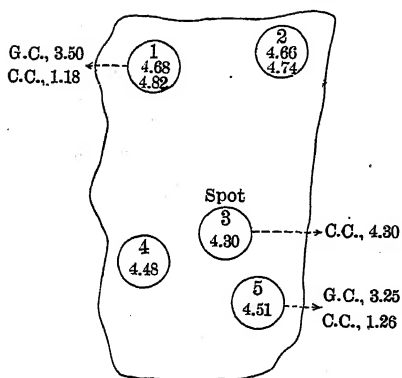 G.C., 3.50
C.C., 1.18
1
4.68
4.82
2
4.66
4.74
Spot
3
4.30
C.C., 4.30
4
4.48
5
4.51
G.C., 3.25
C.C., 1.26